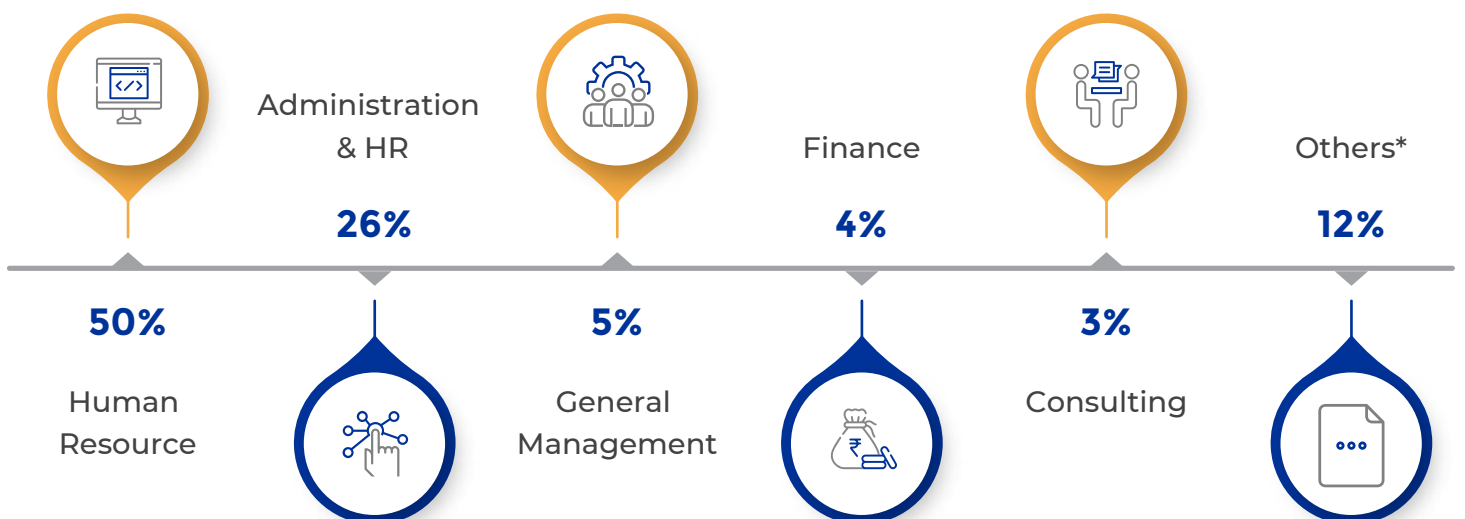 50%
Human
Resource
Administration
& HR
26%
5%
General
Management
Finance
4%
₹
3%
Consulting
Others*
12%